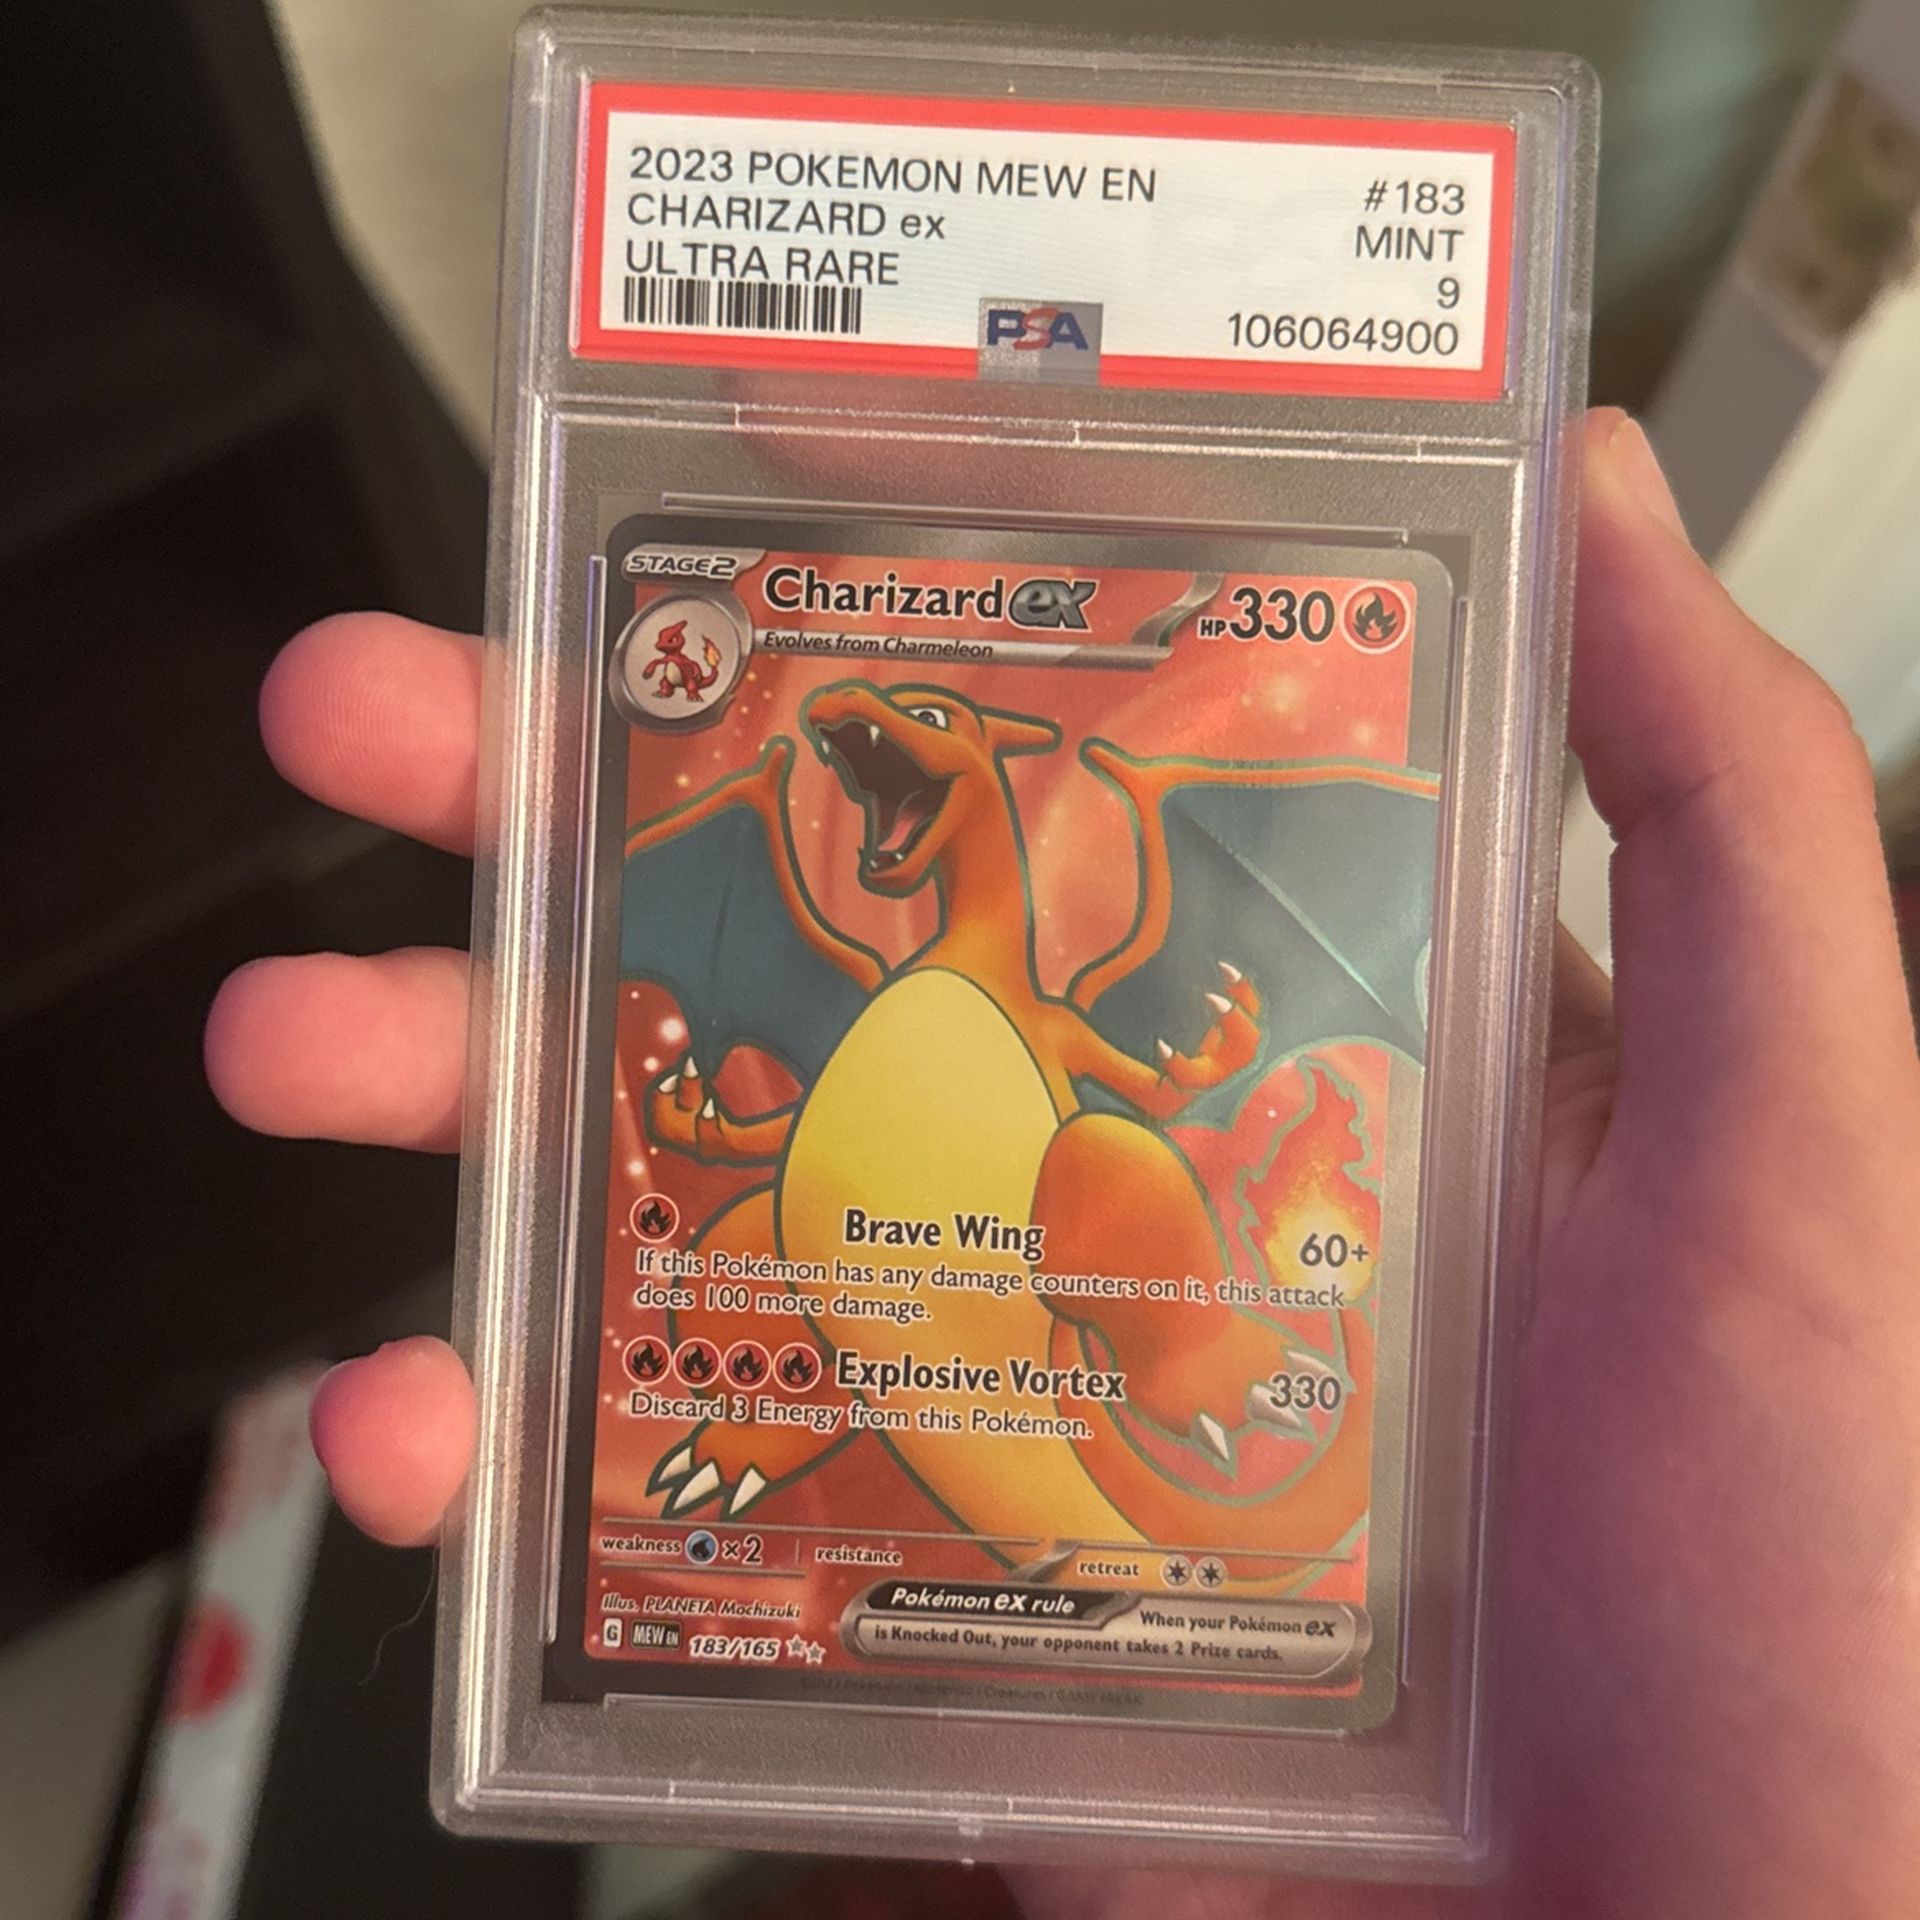 2023 POKEMON MEW EN #183
CHARIZARD ex MINT
ULTRA RARE 9
PSA 106064900
STAGE2 Charizard ex HP 330
Evolves from Charmeleon
Brave Wing 60+
If this Pokémon has any damage counters on it, this attack
does 100 more damage.
Explosive Vortex 330
Discard 3 Energy from this Pokémon.
weakness ×2 resistance retreat
Illus. PLANETA Mochizuki
Pokémon ex rule When your Pokémon ex
is Knocked Out, your opponent takes 2 Prize cards.
G MEW EN 183/165